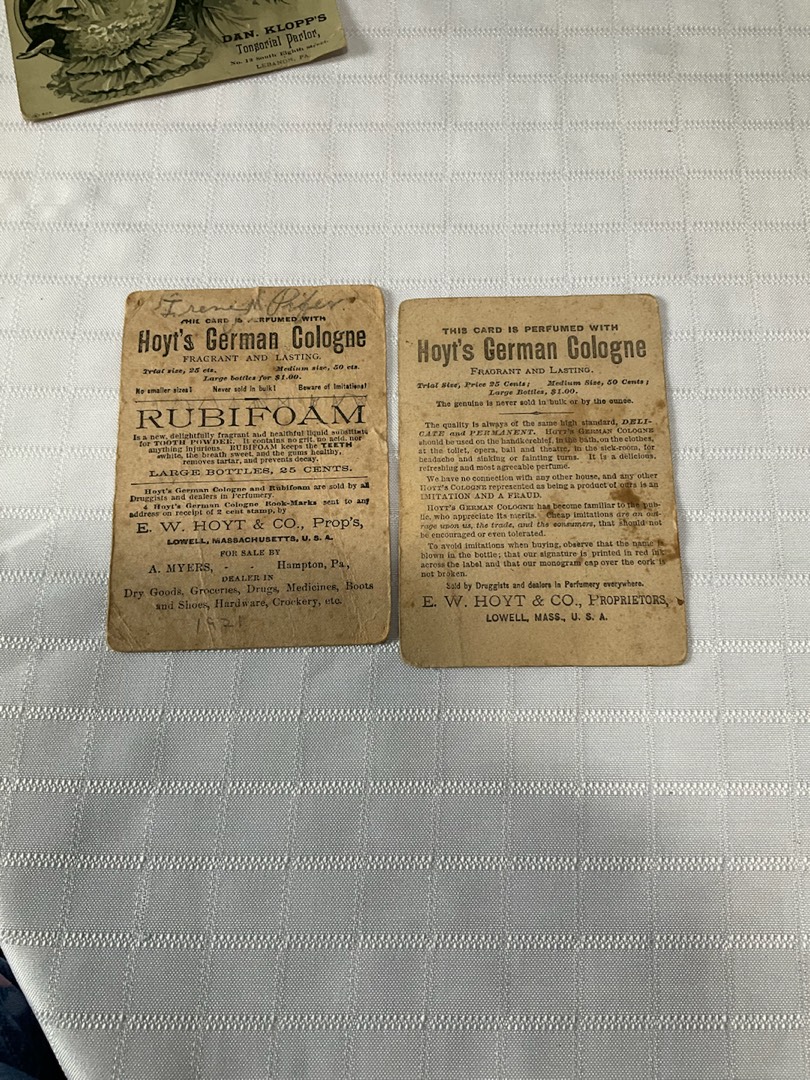 DAN. KLOPP'S
Tonsorial Parlor,
No. 18 South Eighth Street,
LEBANON, PA.
Irene
THIS CARD IS PERFUMED WITH
Hoyt's German Cologne
FRAGRANT AND LASTING.
Trial size, 25 cts. Medium size, 50 cts.
Large bottles for $1.00.
No smaller sizes! Never sold in bulk! Beware of imitations!
RUBIFOAM
Is a new, delightfully fragrant and healthful liquid substitute
for TOOTH POWDER. It contains no grit, no acid, nor
anything injurious. RUBIFOAM keeps the TEETH
white, the breath sweet, and the gums healthy,
removes tartar, and prevents decay.
LARGE BOTTLES, 25 CENTS.
Hoyt's German Cologne and Rubifoam are sold by all
Druggists and dealers in Perfumery.
4 Hoyt's German Cologne Book-Marks sent to any
address on receipt of 2 cent stamp, by
E. W. HOYT & CO., Prop's,
LOWELL, MASSACHUSETTS, U. S. A.
FOR SALE BY
A. MYERS, - - Hampton, Pa.,
DEALER IN
Dry Goods, Groceries, Drugs, Medicines, Boots
and Shoes, Hardware, Crockery, etc.
1921
THIS CARD IS PERFUMED WITH
Hoyt's German Cologne
FRAGRANT AND LASTING.
Trial Size, Price 25 Cents; Medium Size, 50 Cents;
Large Bottles, $1.00.
The genuine is never sold in bulk or by the ounce.
The quality is always of the same high standard, DELI-
CATE and PERMANENT. HOYT'S GERMAN COLOGNE
should be used on the handkerchief, in the bath, on the clothes,
at the toilet, opera, ball and theatre, in the sick-room, for
headache and sinking or fainting turns. It is a delicious,
refreshing and most agreeable perfume.
We have no connection with any other house, and any other
HOYT'S COLOGNE represented as being a product of ours is an
IMITATION AND A FRAUD.
HOYT'S GERMAN COLOGNE has become familiar to the pub-
lic, who appreciate its merits. Cheap imitations are an out-
rage upon us, the trade, and the consumers, that should not
be encouraged or even tolerated.
To avoid imitations when buying, observe that the name is
blown in the bottle; that our signature is printed in red ink
across the label and that our monogram cap over the cork is
not broken.
Sold by Druggists and dealers in Perfumery everywhere.
E. W. HOYT & CO., PROPRIETORS,
LOWELL, MASS., U. S. A.